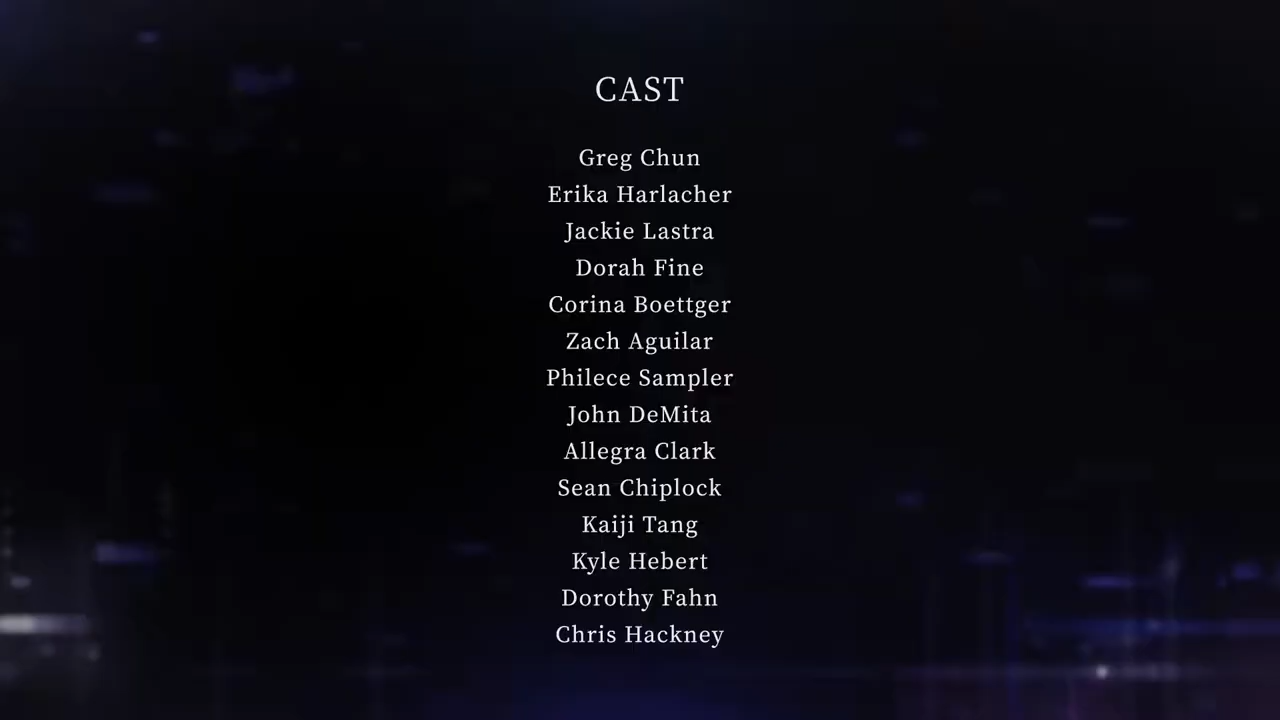 CAST
Greg Chun
Erika Harlacher
Jackie Lastra
Dorah Fine
Corina Boettger
Zach Aguilar
Philece Sampler
John DeMita
Allegra Clark
Sean Chiplock
Kaiji Tang
Kyle Hebert
Dorothy Fahn
Chris Hackney